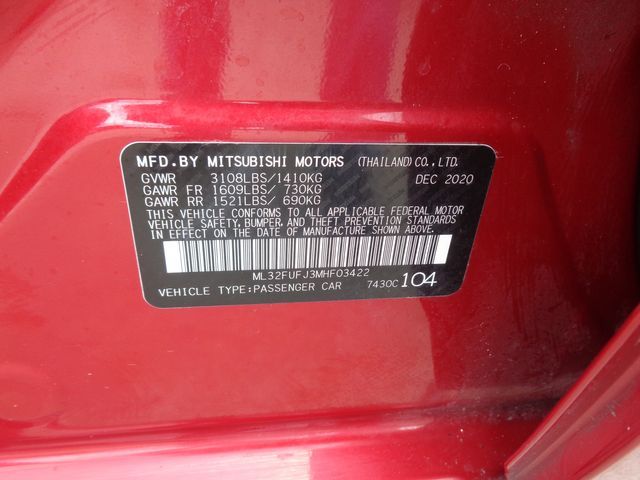 MFD.BY MITSUBISHI MOTORS (THAILAND)CO.,LTD.
GVWR 3108LBS/1410KG DEC 2020
GAWR FR 1609LBS/ 730KG
GAWR RR 1521LBS/ 690KG
THIS VEHICLE CONFORMS TO ALL APPLICABLE FEDERAL MOTOR
VEHICLE SAFETY, BUMPER, AND THEFT PREVENTION STANDARDS
IN EFFECT ON THE DATE OF MANUFACTURE SHOWN ABOVE.
ML32FUFJ3MHF03422
VEHICLE TYPE:PASSENGER CAR 7430C104